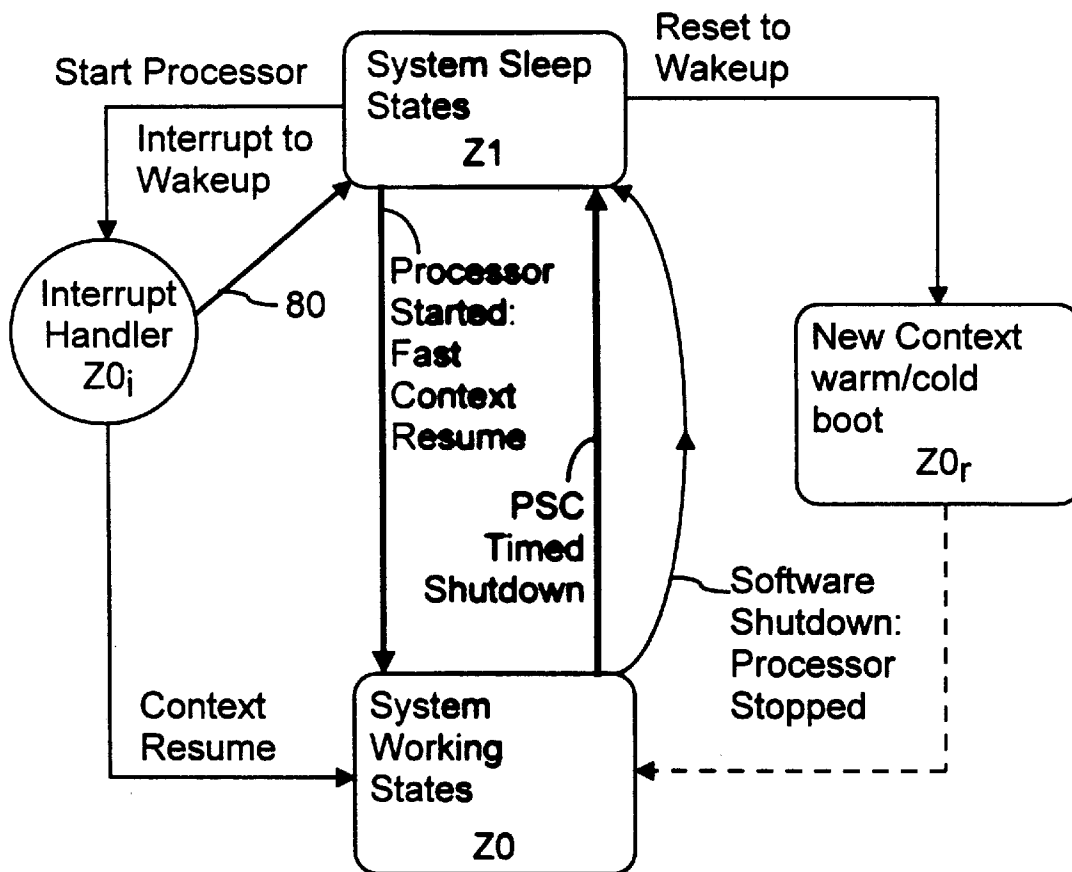 Reset to
Wakeup
System Sleep
States
Z1
Start Processor
Interrupt to
Wakeup
Interrupt
Handler
Z0i
80
Processor
Started:
Fast
Context
Resume
New Context
warm/cold
boot
Z0r
PSC
Timed
Shutdown
Software
Shutdown:
Processor
Stopped
Context
Resume
System
Working
States
Z0